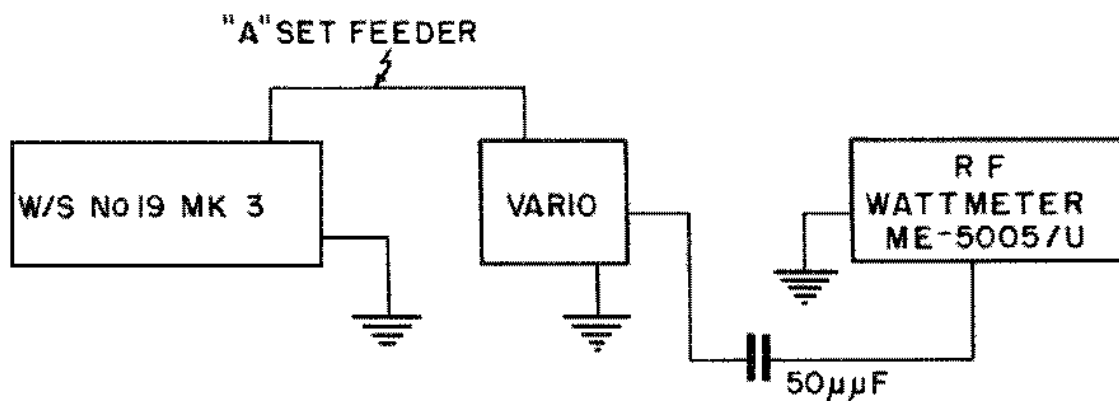 "A" SET FEEDER
W/S No 19 MK 3
VARIO
R F
WATTMETER
ME-5005/U
50μμF